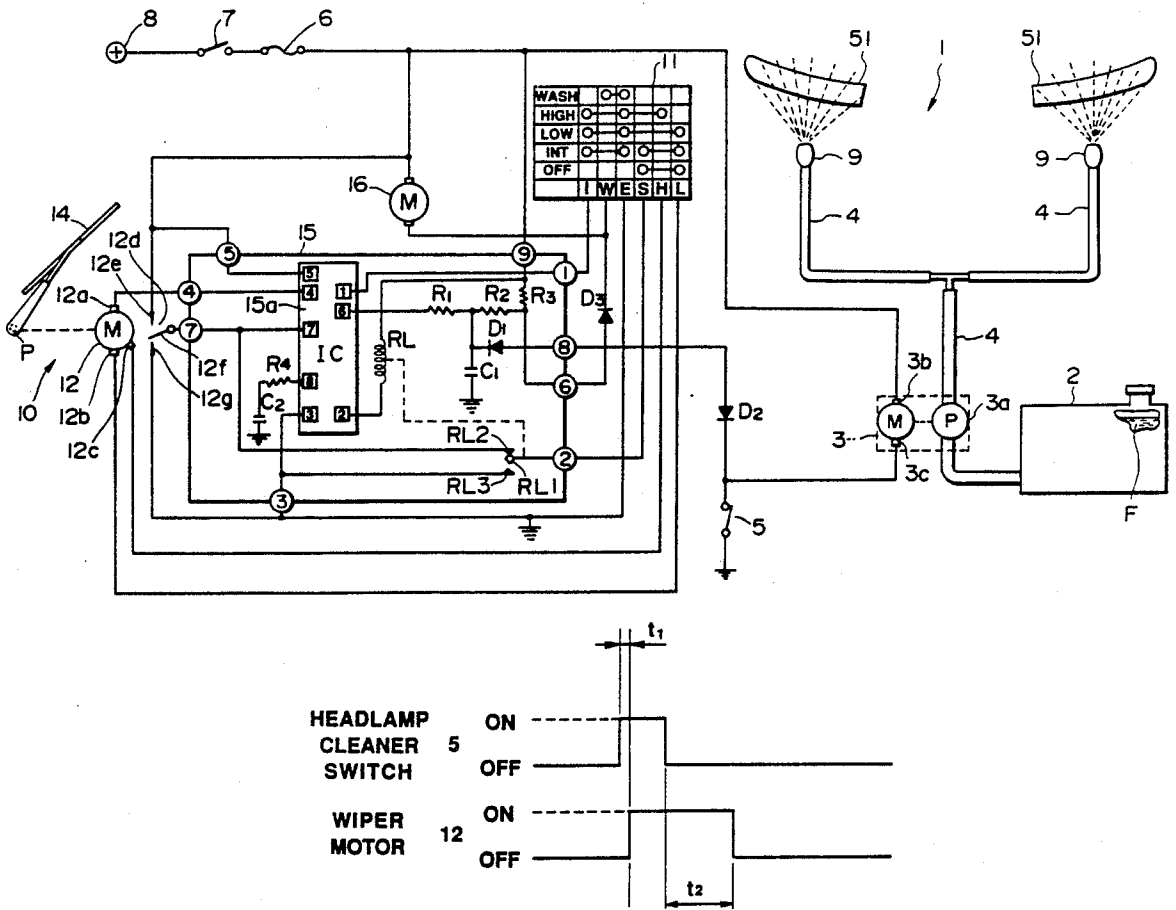 8
7
6
51
1
51
11
WASH
HIGH
LOW
INT
OFF
I W E S H L
9
9
16
M
14
4
4
12d
12e
12a
15
5
9
5
1
4
4
1
15a
6
R1
R2
R3
D3
M
7
7
D1
8
P
12f
IC
RL
C1
6
4
12
R4
8
D2
2
10
12b
12g
C2
3
2
3b
3a
12c
RL2
2
M
P
3
RL3
RL1
3c
F
3
5
t1
HEADLAMP CLEANER SWITCH
5
ON
OFF
WIPER MOTOR
12
ON
OFF
t2